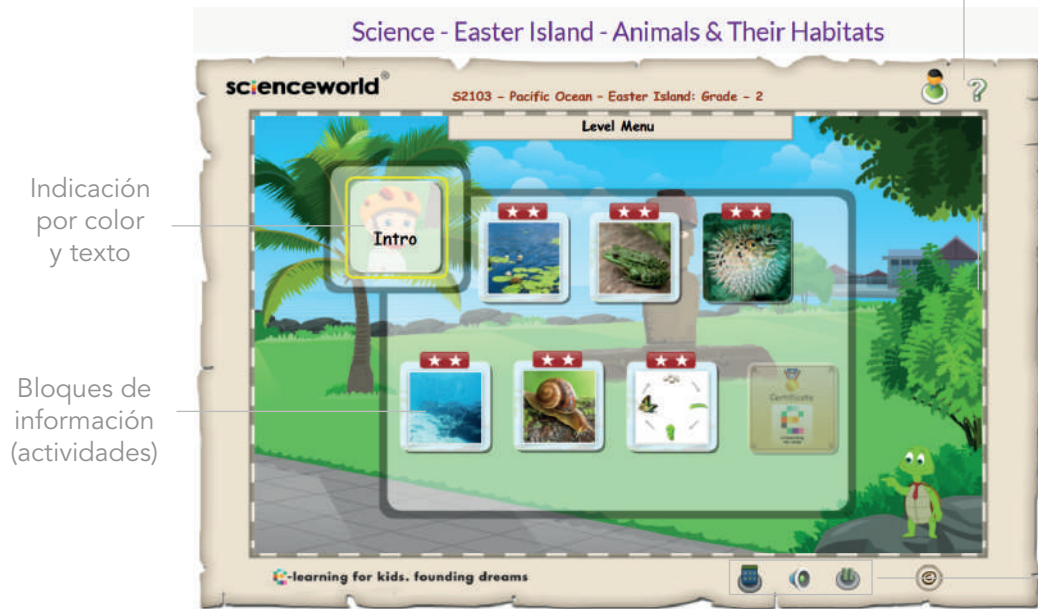 Science - Easter Island - Animals & Their Habitats
scienceworld®
S2103 - Pacific Ocean - Easter Island: Grade - 2
?
Level Menu
Indicación
por color
y texto
Intro
Bloques de
información
(actividades)
Certificate
e-learning for kids. founding dreams